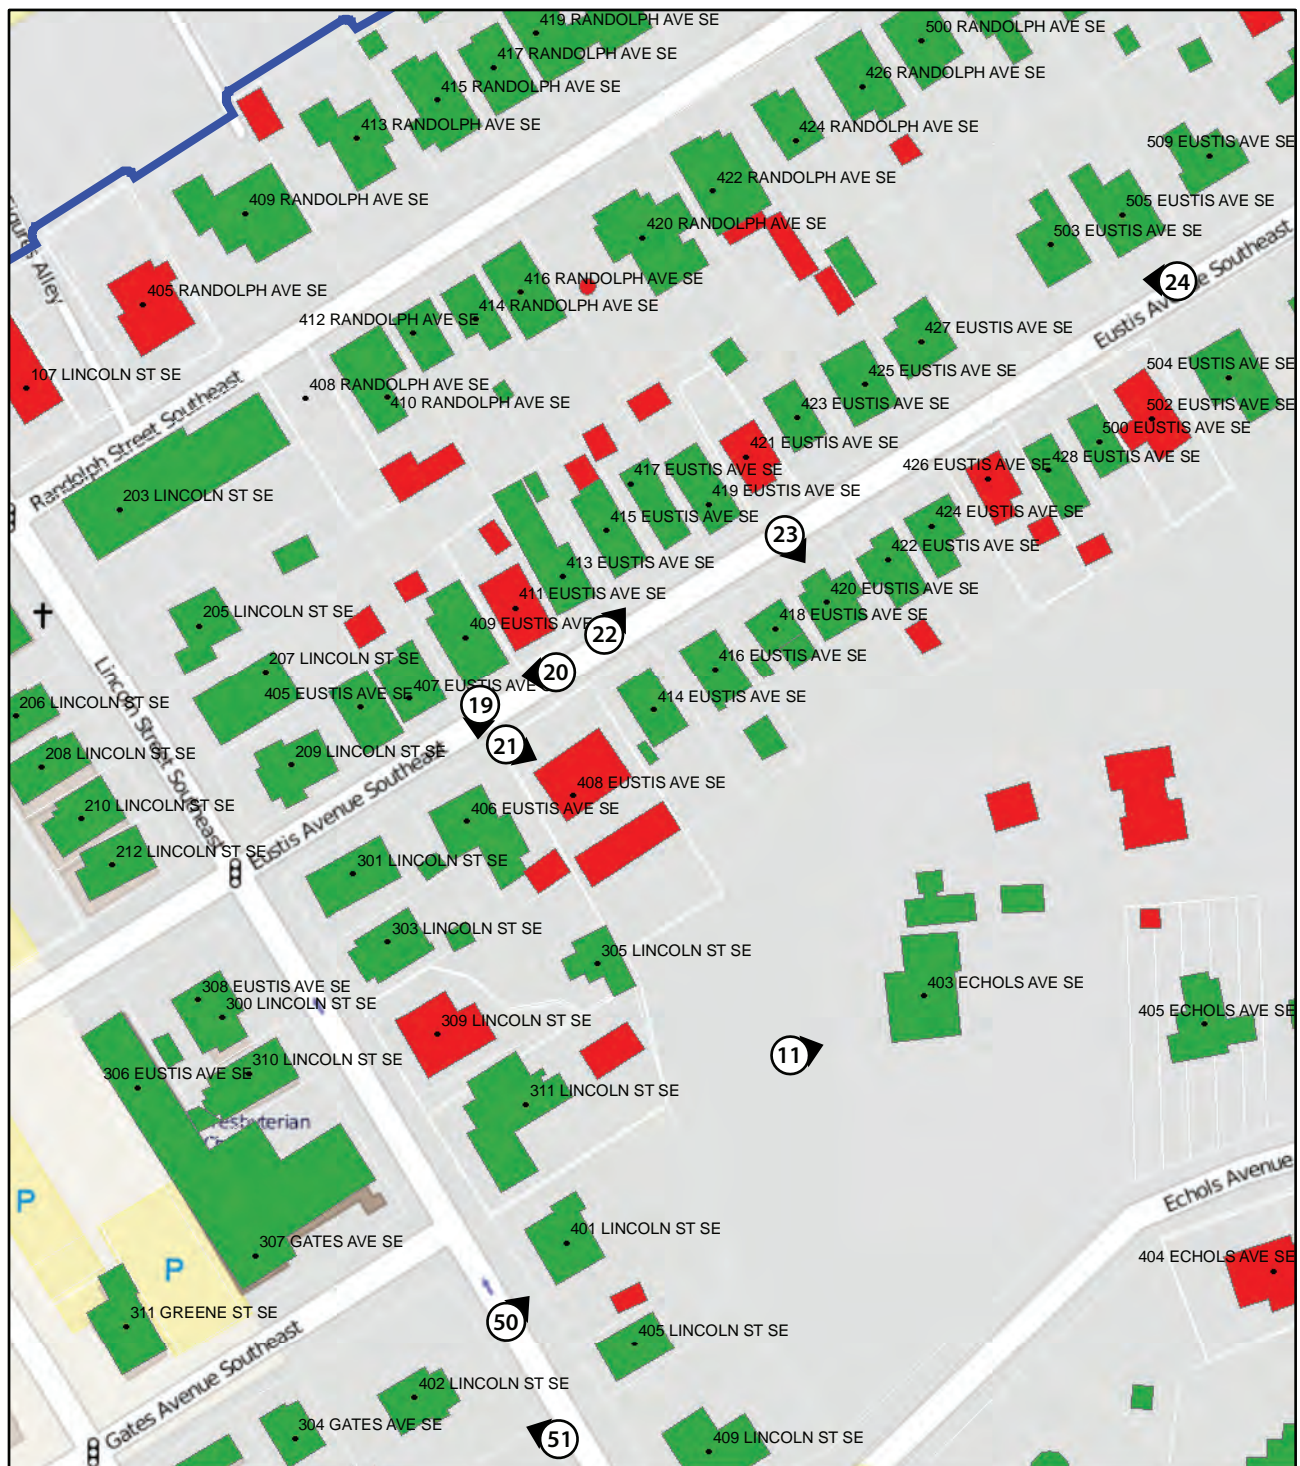 419 RANDOLPH AVE SE
500 RANDOLPH AVE SE
417 RANDOLPH AVE SE
426 RANDOLPH AVE SE
415 RANDOLPH AVE SE
413 RANDOLPH AVE SE
424 RANDOLPH AVE SE
509 EUSTIS AVE SE
422 RANDOLPH AVE SE
409 RANDOLPH AVE SE
505 EUSTIS AVE SE
420 RANDOLPH AVE SE
503 EUSTIS AVE SE
Alley
24
Eustis Avenue Southeast
416 RANDOLPH AVE SE
405 RANDOLPH AVE SE
414 RANDOLPH AVE SE
412 RANDOLPH AVE SE
427 EUSTIS AVE SE
425 EUSTIS AVE SE
504 EUSTIS AVE SE
107 LINCOLN ST SE
408 RANDOLPH AVE SE
410 RANDOLPH AVE SE
423 EUSTIS AVE SE
502 EUSTIS AVE SE
500 EUSTIS AVE SE
Randolph Street Southeast
421 EUSTIS AVE SE
417 EUSTIS AVE SE
426 EUSTIS AVE SE
428 EUSTIS AVE SE
419 EUSTIS AVE SE
203 LINCOLN ST SE
415 EUSTIS AVE SE
424 EUSTIS AVE SE
23
422 EUSTIS AVE SE
413 EUSTIS AVE SE
411 EUSTIS AVE SE
420 EUSTIS AVE SE
205 LINCOLN ST SE
409 EUSTIS AVE
22
418 EUSTIS AVE SE
207 LINCOLN ST SE
20
416 EUSTIS AVE SE
405 EUSTIS AVE SE
407 EUSTIS AVE
414 EUSTIS AVE SE
19
206 LINCOLN ST SE
Lincoln Street Southeast
21
209 LINCOLN ST SE
208 LINCOLN ST SE
408 EUSTIS AVE SE
210 LINCOLN ST SE
406 EUSTIS AVE SE
Eustis Avenue Southeast
212 LINCOLN ST SE
301 LINCOLN ST SE
303 LINCOLN ST SE
305 LINCOLN ST SE
308 EUSTIS AVE SE
403 ECHOLS AVE SE
300 LINCOLN ST SE
309 LINCOLN ST SE
405 ECHOLS AVE SE
11
310 LINCOLN ST SE
306 EUSTIS AVE SE
311 LINCOLN ST SE
Echols Avenue
P
401 LINCOLN ST SE
307 GATES AVE SE
404 ECHOLS AVE SE
P
311 GREENE ST SE
50
405 LINCOLN ST SE
Gates Avenue Southeast
402 LINCOLN ST SE
304 GATES AVE SE
51
409 LINCOLN ST SE